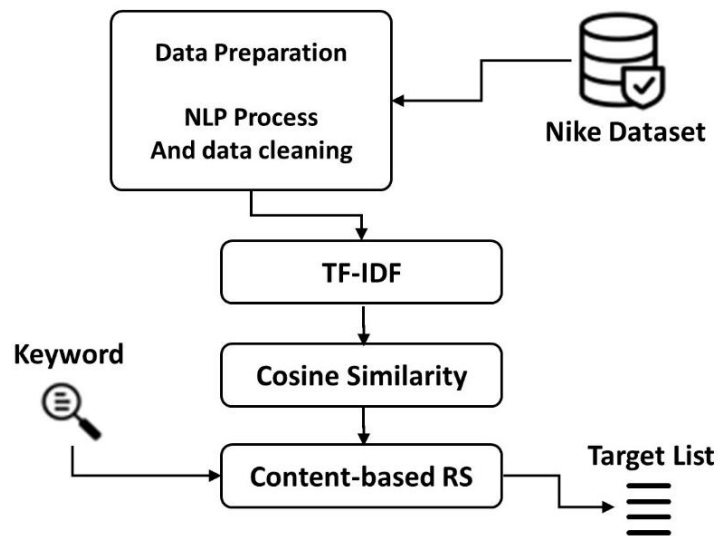 Data Preparation
NLP Process
And data cleaning
Nike Dataset
TF-IDF
Keyword
Cosine Similarity
Content-based RS
Target List